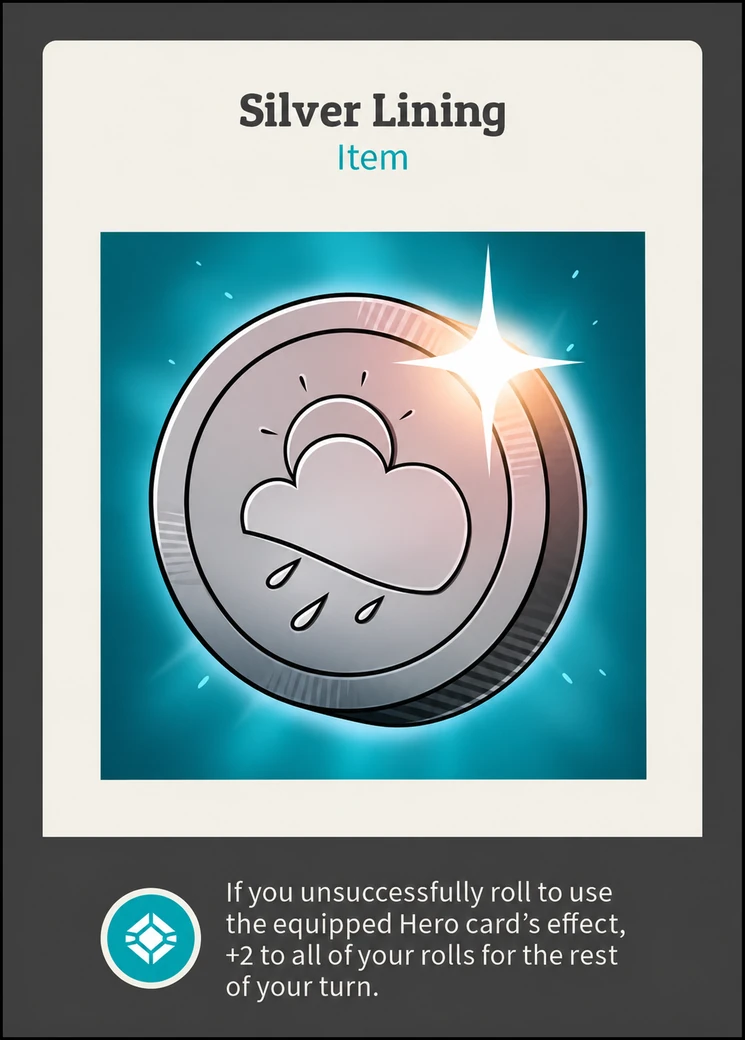 Silver Lining
Item
If you unsuccessfully roll to use
the equipped Hero card’s effect,
+2 to all of your rolls for the rest
of your turn.